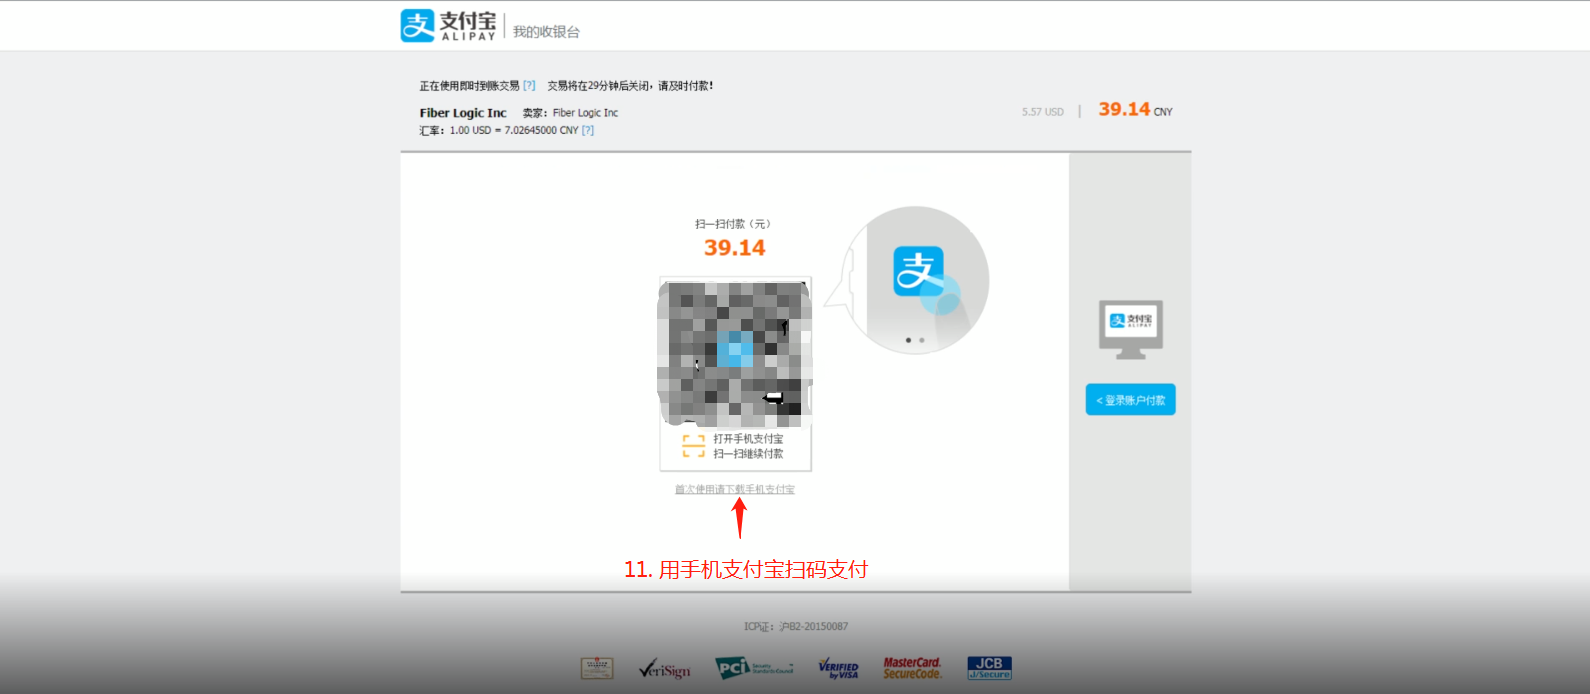 支付宝
ALIPAY
我的收银台
正在使用即时到账交易 [?] 交易将在29分钟后关闭，请及时付款！
Fiber Logic Inc 卖家：Fiber Logic Inc
5.57 USD | 39.14 CNY
汇率：1.00 USD = 7.02645000 CNY [?]
扫一扫付款（元）
39.14
支
支付宝
ALIPAY
< 登录账户付款
打开手机支付宝
扫一扫继续付款
首次使用请下载手机支付宝
11. 用手机支付宝扫码支付
ICP证：沪B2-20150087
VeriSign
PCI Security Standards Council
VERIFIED by VISA
MasterCard. SecureCode.
JCB J/Secure